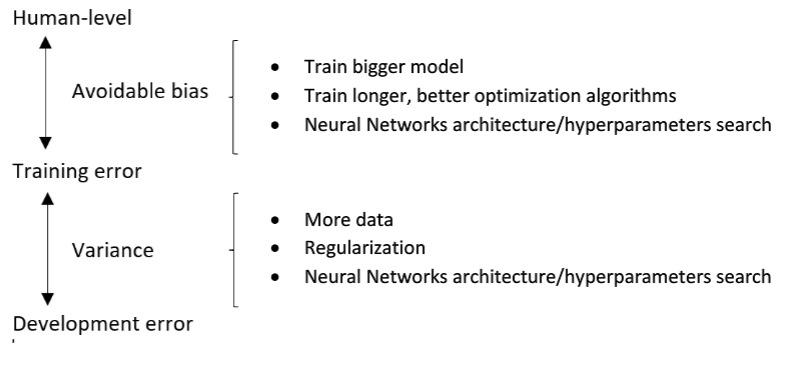 Human-level
Avoidable bias
• Train bigger model
• Train longer, better optimization algorithms
• Neural Networks architecture/hyperparameters search
Training error
Variance
• More data
• Regularization
• Neural Networks architecture/hyperparameters search
Development error